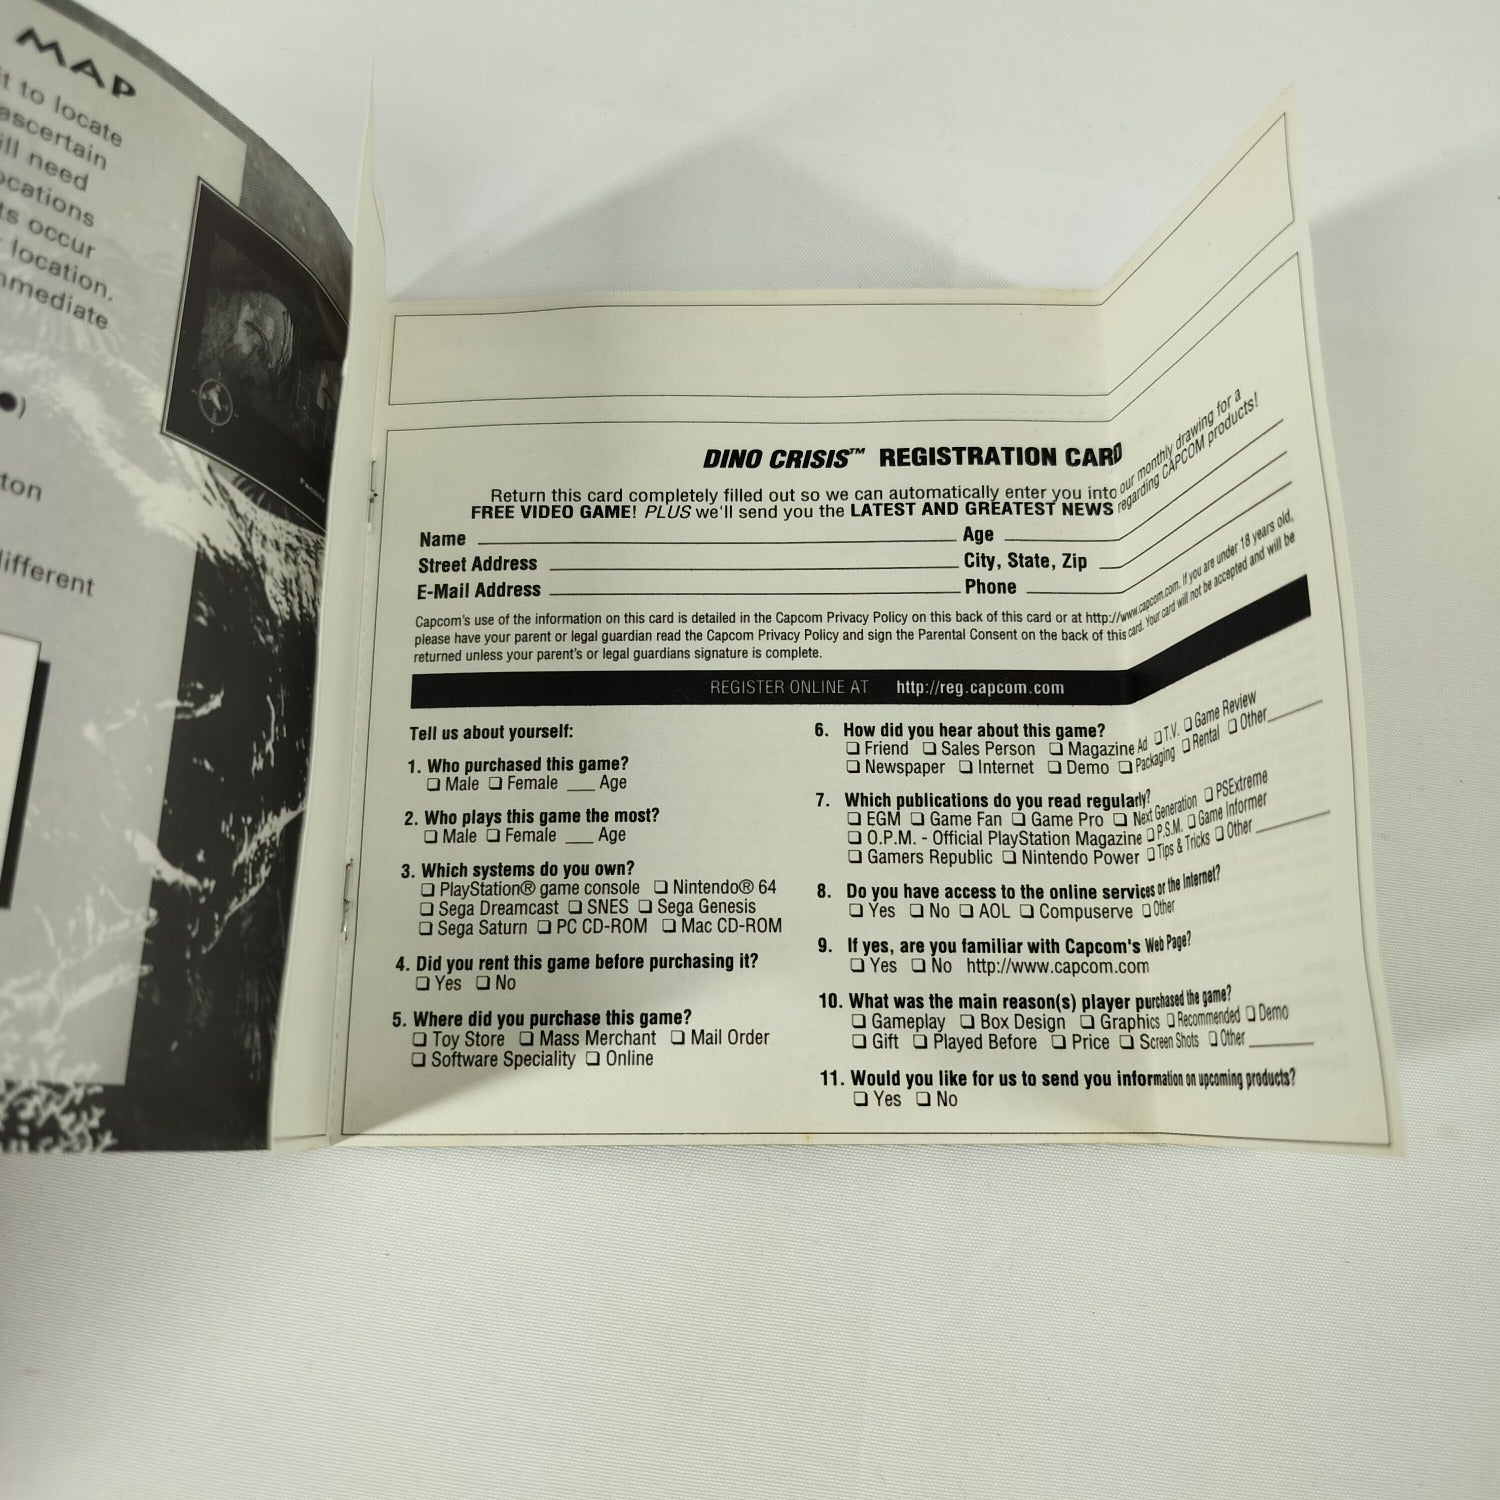 MAP
it to locate
ascertain
ill need
ocations
ts occur
location.
mmediate
●)
ton
different
Facility
DINO CRISIS™ REGISTRATION CARD
Return this card completely filled out so we can automatically enter you into our monthly drawing for a
FREE VIDEO GAME! PLUS we'll send you the LATEST AND GREATEST NEWS regarding CAPCOM products!
Name ___ Age ___
Street Address ___ City, State, Zip ___
E-Mail Address ___ Phone ___
Capcom's use of the information on this card is detailed in the Capcom Privacy Policy on this back of this card or at http://www.capcom.com. If you are under 18 years old,
please have your parent or legal guardian read the Capcom Privacy Policy and sign the Parental Consent on the back of this card. Your card will not be accepted and will be
returned unless your parent's or legal guardians signature is complete.
REGISTER ONLINE AT http://reg.capcom.com
Tell us about yourself:
1. Who purchased this game?
❑ Male ❑ Female ___ Age
2. Who plays this game the most?
❑ Male ❑ Female ___ Age
3. Which systems do you own?
❑ PlayStation® game console ❑ Nintendo® 64
❑ Sega Dreamcast ❑ SNES ❑ Sega Genesis
❑ Sega Saturn ❑ PC CD-ROM ❑ Mac CD-ROM
4. Did you rent this game before purchasing it?
❑ Yes ❑ No
5. Where did you purchase this game?
❑ Toy Store ❑ Mass Merchant ❑ Mail Order
❑ Software Speciality ❑ Online
6. How did you hear about this game?
❑ Friend ❑ Sales Person ❑ Magazine Ad ❑ T.V. ❑ Game Review
❑ Newspaper ❑ Internet ❑ Demo ❑ Packaging ❑ Rental ❑ Other ___
7. Which publications do you read regularly?
❑ EGM ❑ Game Fan ❑ Game Pro ❑ Next Generation ❑ PSExtreme
❑ O.P.M. - Official PlayStation Magazine ❑ P.S.M. ❑ Game Informer
❑ Gamers Republic ❑ Nintendo Power ❑ Tips & Tricks ❑ Other ___
8. Do you have access to the online services or the Internet?
❑ Yes ❑ No ❑ AOL ❑ Compuserve ❑ Other
9. If yes, are you familiar with Capcom's Web Page?
❑ Yes ❑ No http://www.capcom.com
10. What was the main reason(s) player purchased the game?
❑ Gameplay ❑ Box Design ❑ Graphics ❑ Recommended ❑ Demo
❑ Gift ❑ Played Before ❑ Price ❑ Screen Shots ❑ Other ___
11. Would you like for us to send you information on upcoming products?
❑ Yes ❑ No